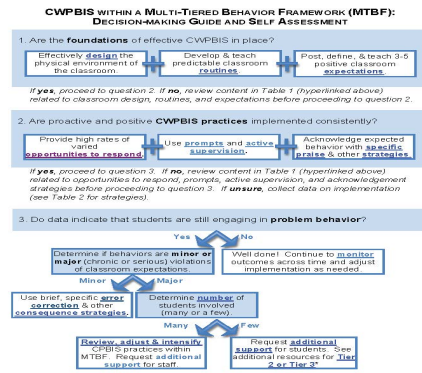 CWPBIS WITHIN A MULTI-TIERED BEHAVIOR FRAMEWORK (MTBF):
DECISION-MAKING GUIDE AND SELF ASSESSMENT
1. Are the foundations of effective CWPBIS in place?
Effectively design the
physical environment of
the classroom.
Develop & teach
predictable classroom
routines.
Post, define, & teach 3-5
positive classroom
expectations.
If yes, proceed to question 2. If no, review content in Table 1 (hyperlinked above)
related to classroom design, routines, and expectations before proceeding to question 2.
2. Are proactive and positive CWPBIS practices implemented consistently?
Provide high rates of
varied
opportunities to respond.
Use prompts and active
supervision.
Acknowledge expected
behavior with specific
praise & other strategies.
If yes, proceed to question 3. If no, review content in Table 1 (hyperlinked above)
related to opportunities to respond, prompts, active supervision, and acknowledgement
strategies before proceeding to question 3. If unsure, collect data on implementation
(see Table 2 for strategies).
3. Do data indicate that students are still engaging in problem behavior?
Yes
No
Determine if behaviors are minor or
major (chronic or serious) violations
of classroom expectations.
Well done! Continue to monitor
outcomes across time and adjust
implementation as needed.
Minor
Major
Use brief, specific error
correction & other
consequence strategies.
Determine number of
students involved
(many or a few).
Many
Few
Review, adjust & intensify
CPBIS practices within
MTBF. Request additional
support for staff.
Request additional
support for students. See
additional resources for Tier
2 or Tier 3*